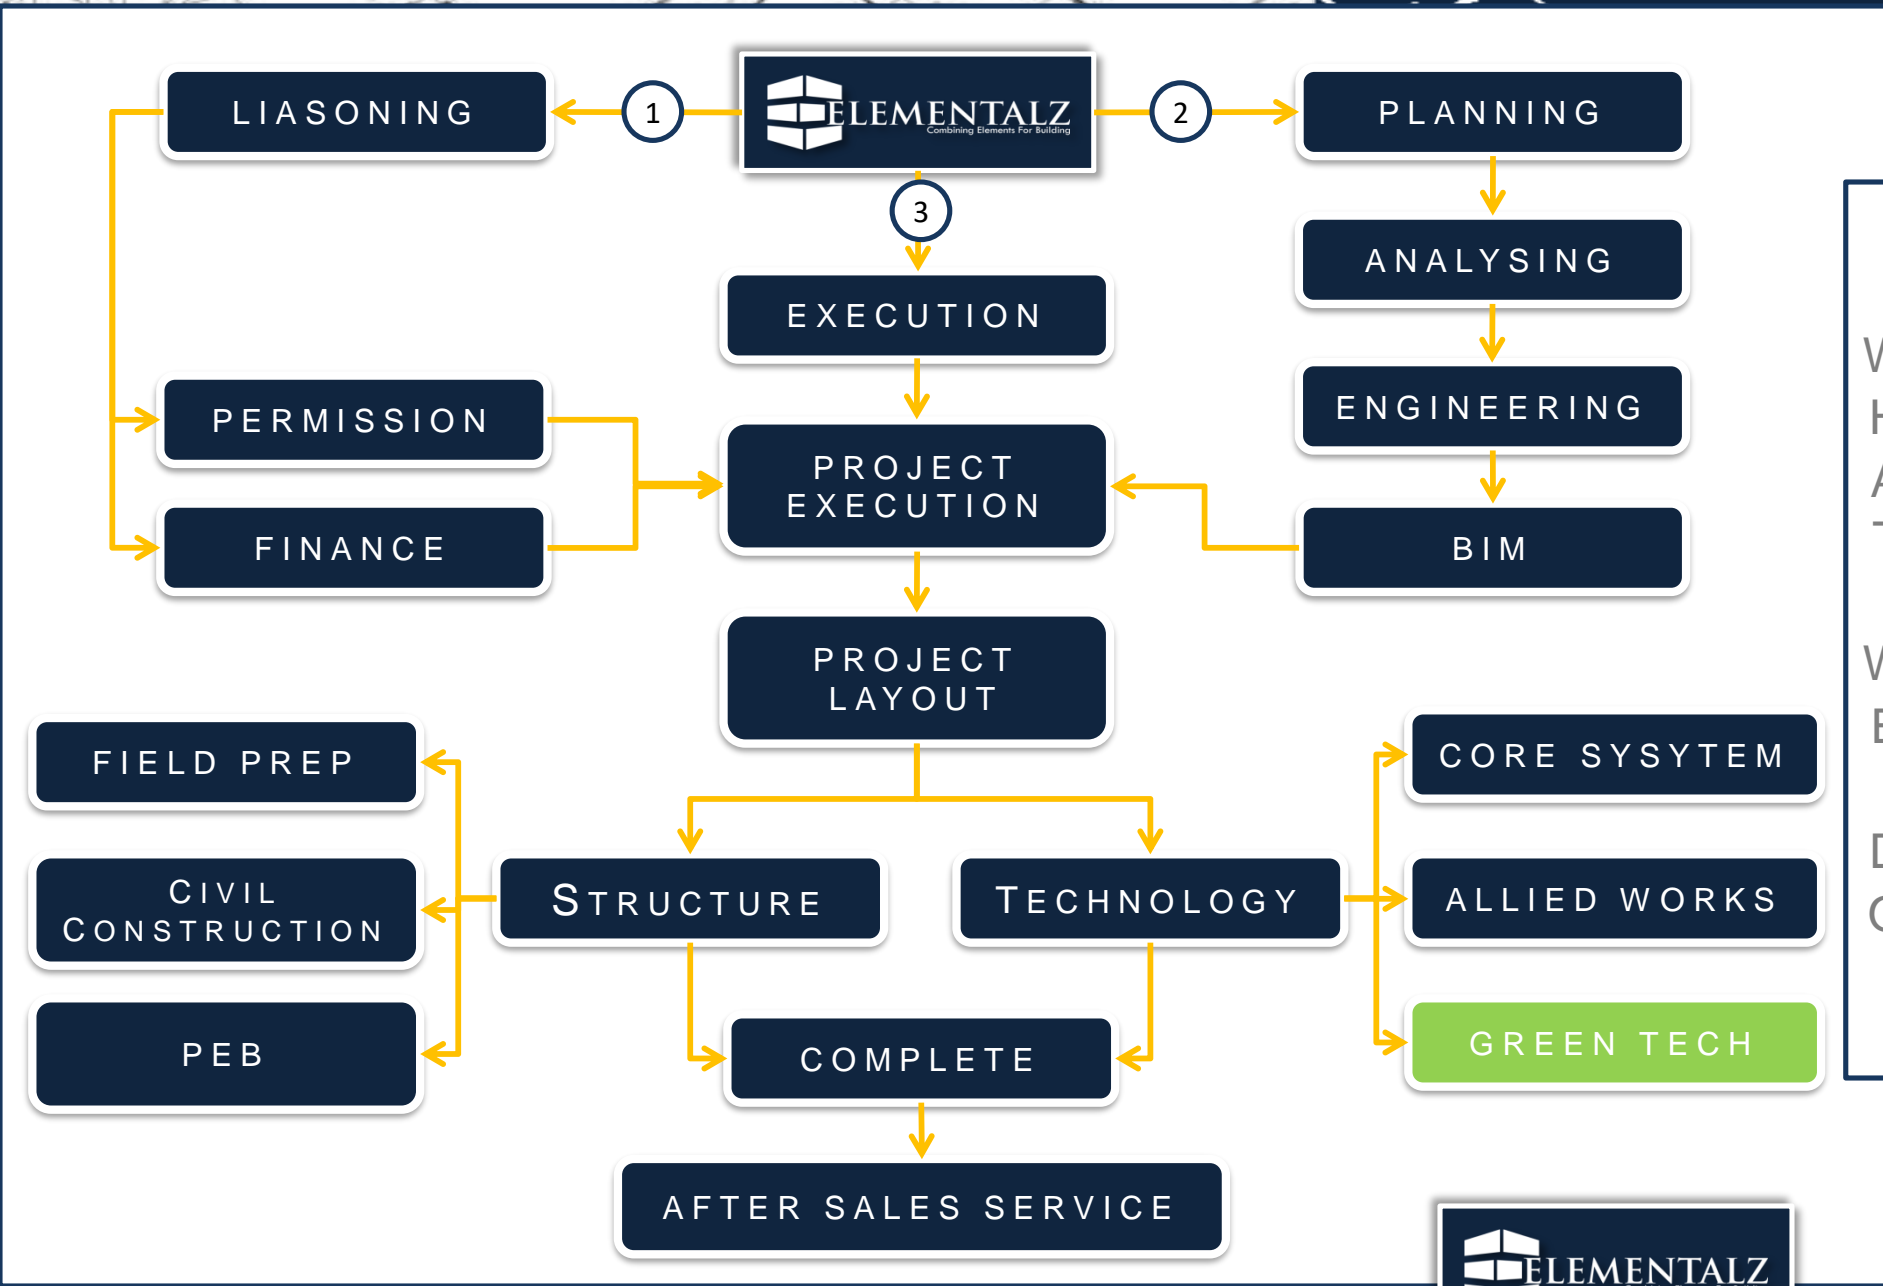 LIASONING
1
ELEMENTALZ
Combining Elements For Building
2
PLANNING
3
ANALYSING
EXECUTION
PERMISSION
PROJECT
EXECUTION
ENGINEERING
FINANCE
BIM
PROJECT
LAYOUT
FIELD PREP
CORE SYSYTEM
CIVIL
CONSTRUCTION
STRUCTURE
TECHNOLOGY
ALLIED WORKS
PEB
COMPLETE
GREEN TECH
AFTER SALES SERVICE
ELEMENTALZ